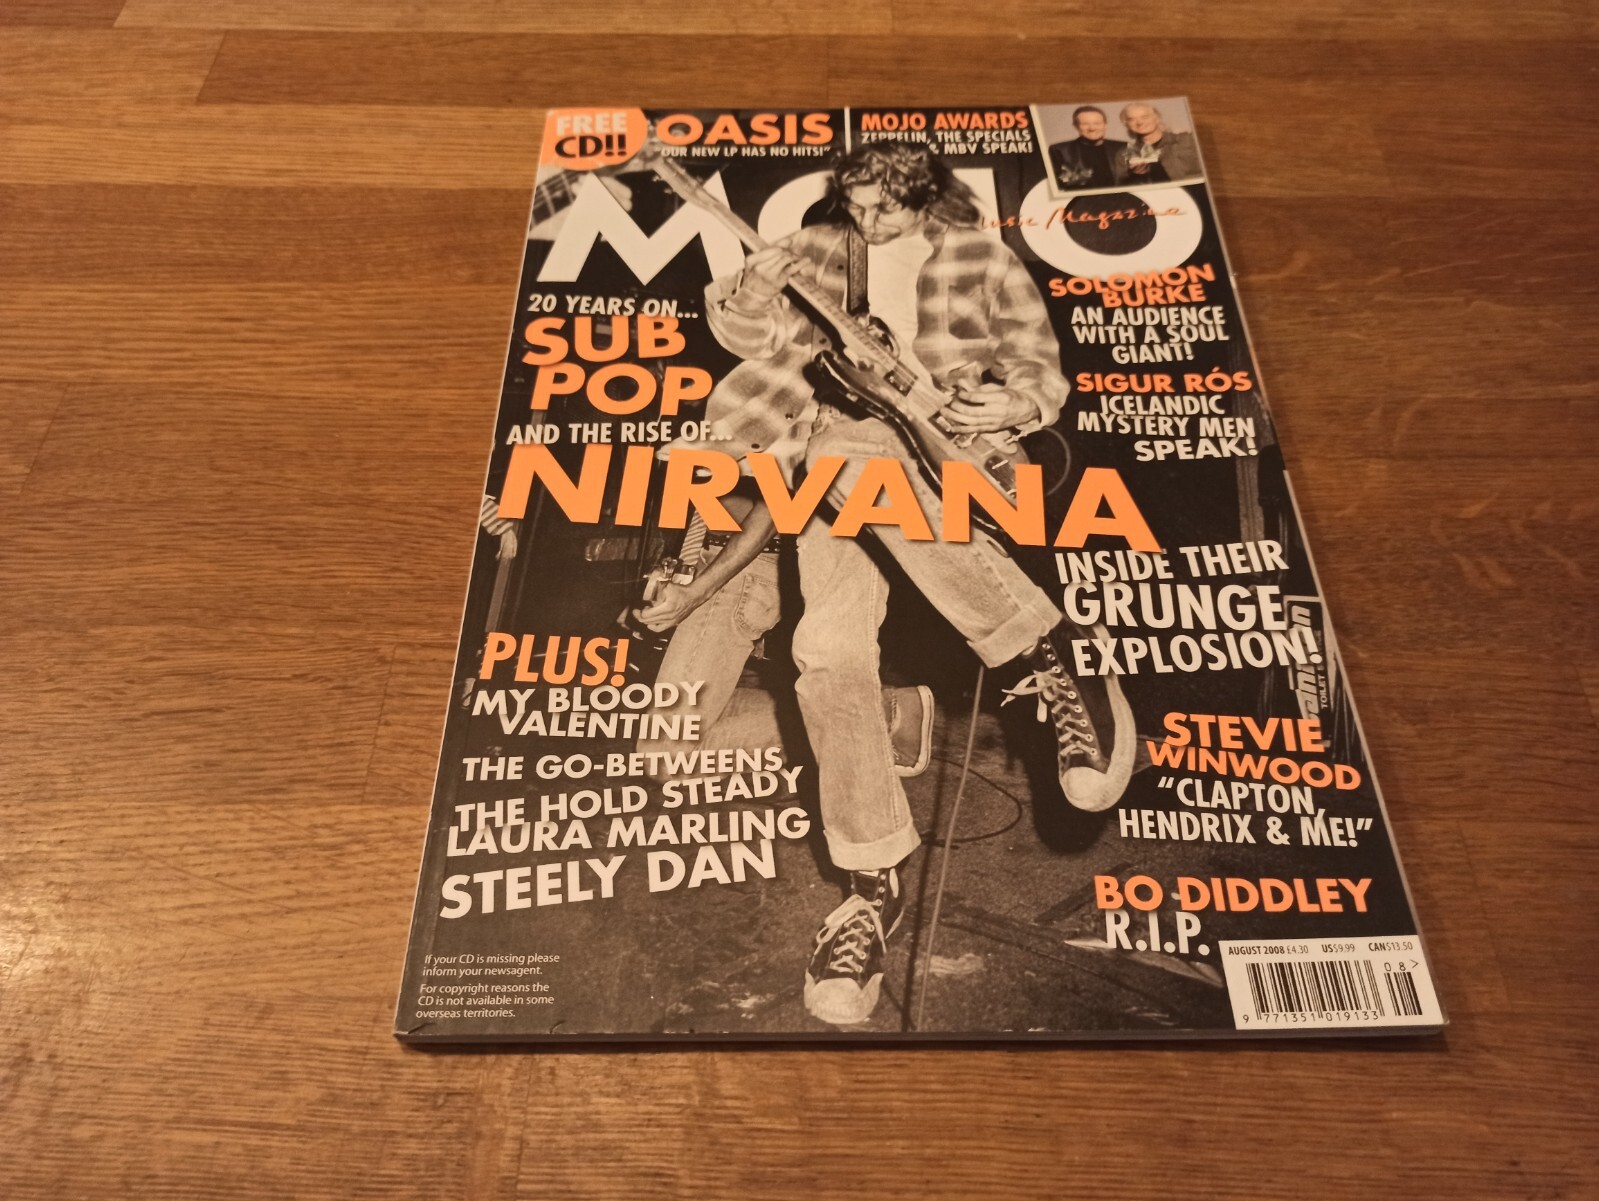 FREE
CD!!
OASIS
"OUR NEW LP HAS NO HITS!"
MOJO AWARDS
ZEPPELIN, THE SPECIALS
& MBV SPEAK!
MOJO
Music Magazine
20 YEARS ON...
SUB
POP
AND THE RISE OF...
NIRVANA
INSIDE THEIR
GRUNGE
EXPLOSION!
SOLOMON
BURKE
AN AUDIENCE
WITH A SOUL
GIANT!
SIGUR RÓS
ICELANDIC
MYSTERY MEN
SPEAK!
PLUS!
MY BLOODY
VALENTINE
THE GO-BETWEENS
THE HOLD STEADY
LAURA MARLING
STEELY DAN
STEVIE
WINWOOD
"CLAPTON,
HENDRIX & ME!"
BO DIDDLEY
R.I.P.
If your CD is missing please
inform your newsagent.
For copyright reasons the
CD is not available in some
overseas territories.
AUGUST 2008 £4.30 US$9.99 CAN$13.50
08>
9 771351 019133